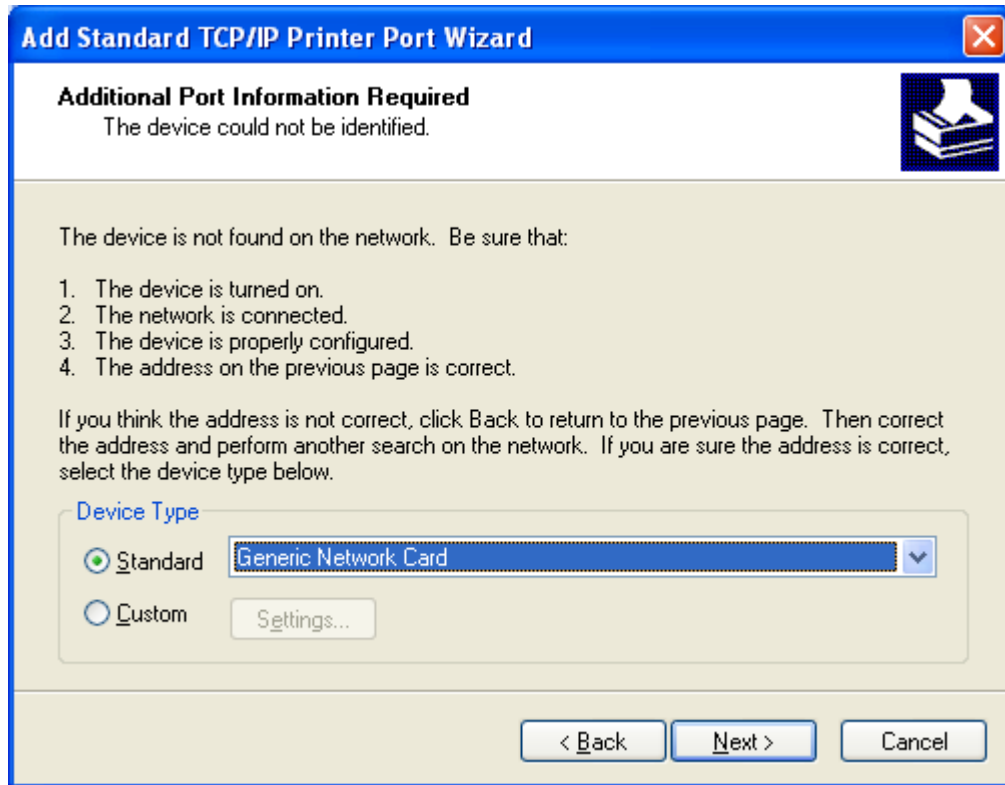 Add Standard TCP/IP Printer Port Wizard
Additional Port Information Required
The device could not be identified.
The device is not found on the network.  Be sure that:
1.  The device is turned on.
2.  The network is connected.
3.  The device is properly configured.
4.  The address on the previous page is correct.
If you think the address is not correct, click Back to return to the previous page.  Then correct
the address and perform another search on the network.  If you are sure the address is correct,
select the device type below.
Device Type
Standard
Generic Network Card
Custom
Settings...
< Back
Next >
Cancel